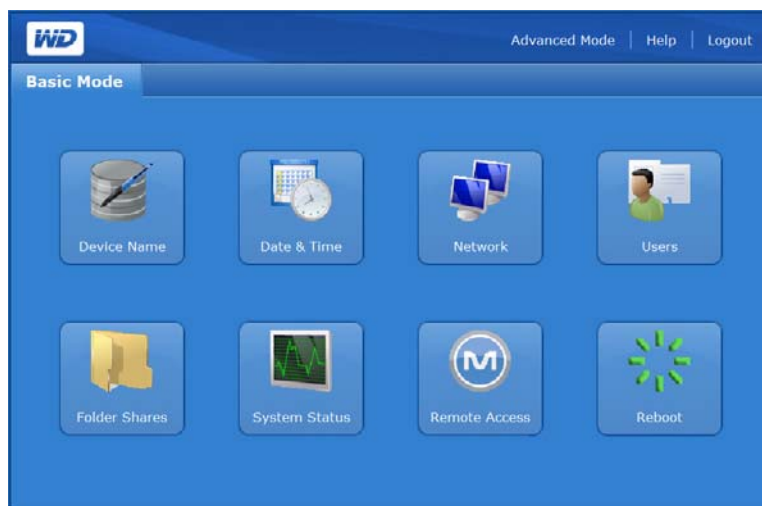 WD
Advanced Mode | Help | Logout
Basic Mode
Device Name
Date & Time
Network
Users
M
Folder Shares
System Status
Remote Access
Reboot